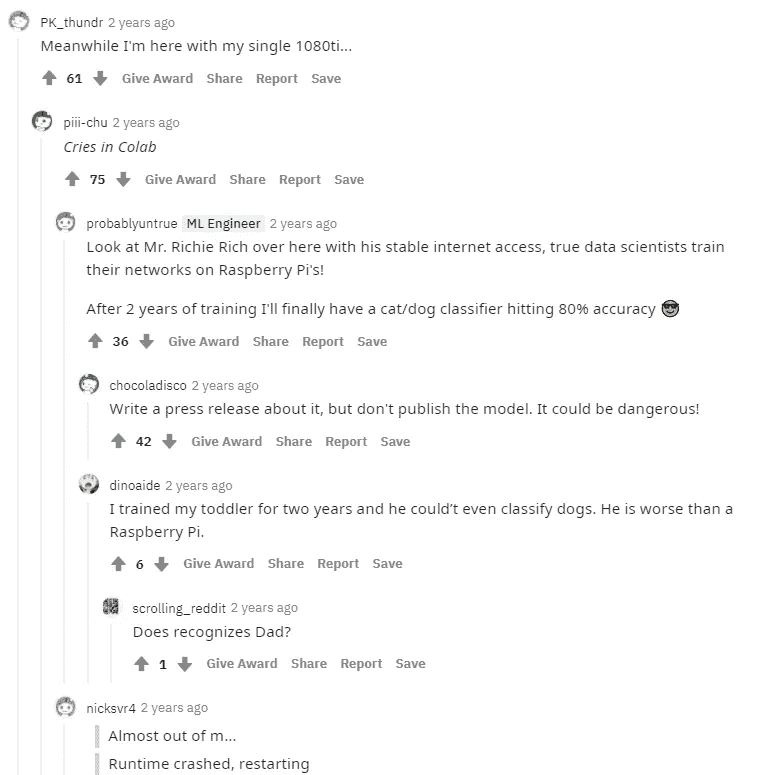 PK_thundr 2 years ago
Meanwhile I'm here with my single 1080ti...
61 Give Award Share Report Save
piii-chu 2 years ago
Cries in Colab
75 Give Award Share Report Save
probablyuntrue ML Engineer 2 years ago
Look at Mr. Richie Rich over here with his stable internet access, true data scientists train
their networks on Raspberry Pi's!
After 2 years of training I'll finally have a cat/dog classifier hitting 80% accuracy 😎
36 Give Award Share Report Save
chocoladisco 2 years ago
Write a press release about it, but don't publish the model. It could be dangerous!
42 Give Award Share Report Save
dinoaide 2 years ago
I trained my toddler for two years and he could’t even classify dogs. He is worse than a
Raspberry Pi.
6 Give Award Share Report Save
scrolling_reddit 2 years ago
Does recognizes Dad?
1 Give Award Share Report Save
nicksvr4 2 years ago
Almost out of m...
Runtime crashed, restarting